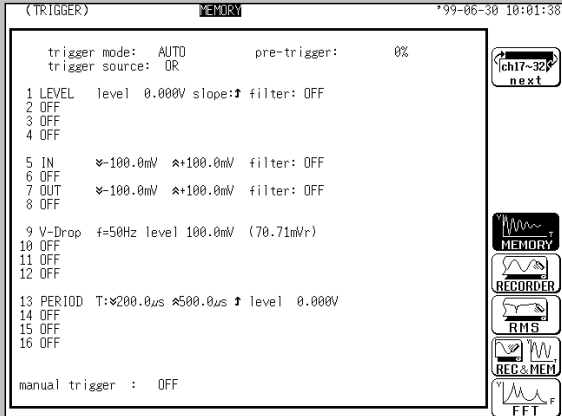 (TRIGGER) MEMORY '99-06-30 10:01:38
trigger mode: AUTO pre-trigger: 0%
trigger source: OR
1 LEVEL level 0.000V slope:↥ filter: OFF
2 OFF
3 OFF
4 OFF
5 IN ⨈-100.0mV ⨇+100.0mV filter: OFF
6 OFF
7 OUT ⨈-100.0mV ⨇+100.0mV filter: OFF
8 OFF
9 V-Drop f=50Hz level 100.0mV (70.71mVr)
10 OFF
11 OFF
12 OFF
13 PERIOD T:⨈200.0µs ⨇500.0µs ↥ level 0.000V
14 OFF
15 OFF
16 OFF
manual trigger : OFF
ch17~32
next
V T
MEMORY
RECORDER
RMS
V T
REC&MEM
V F
FFT